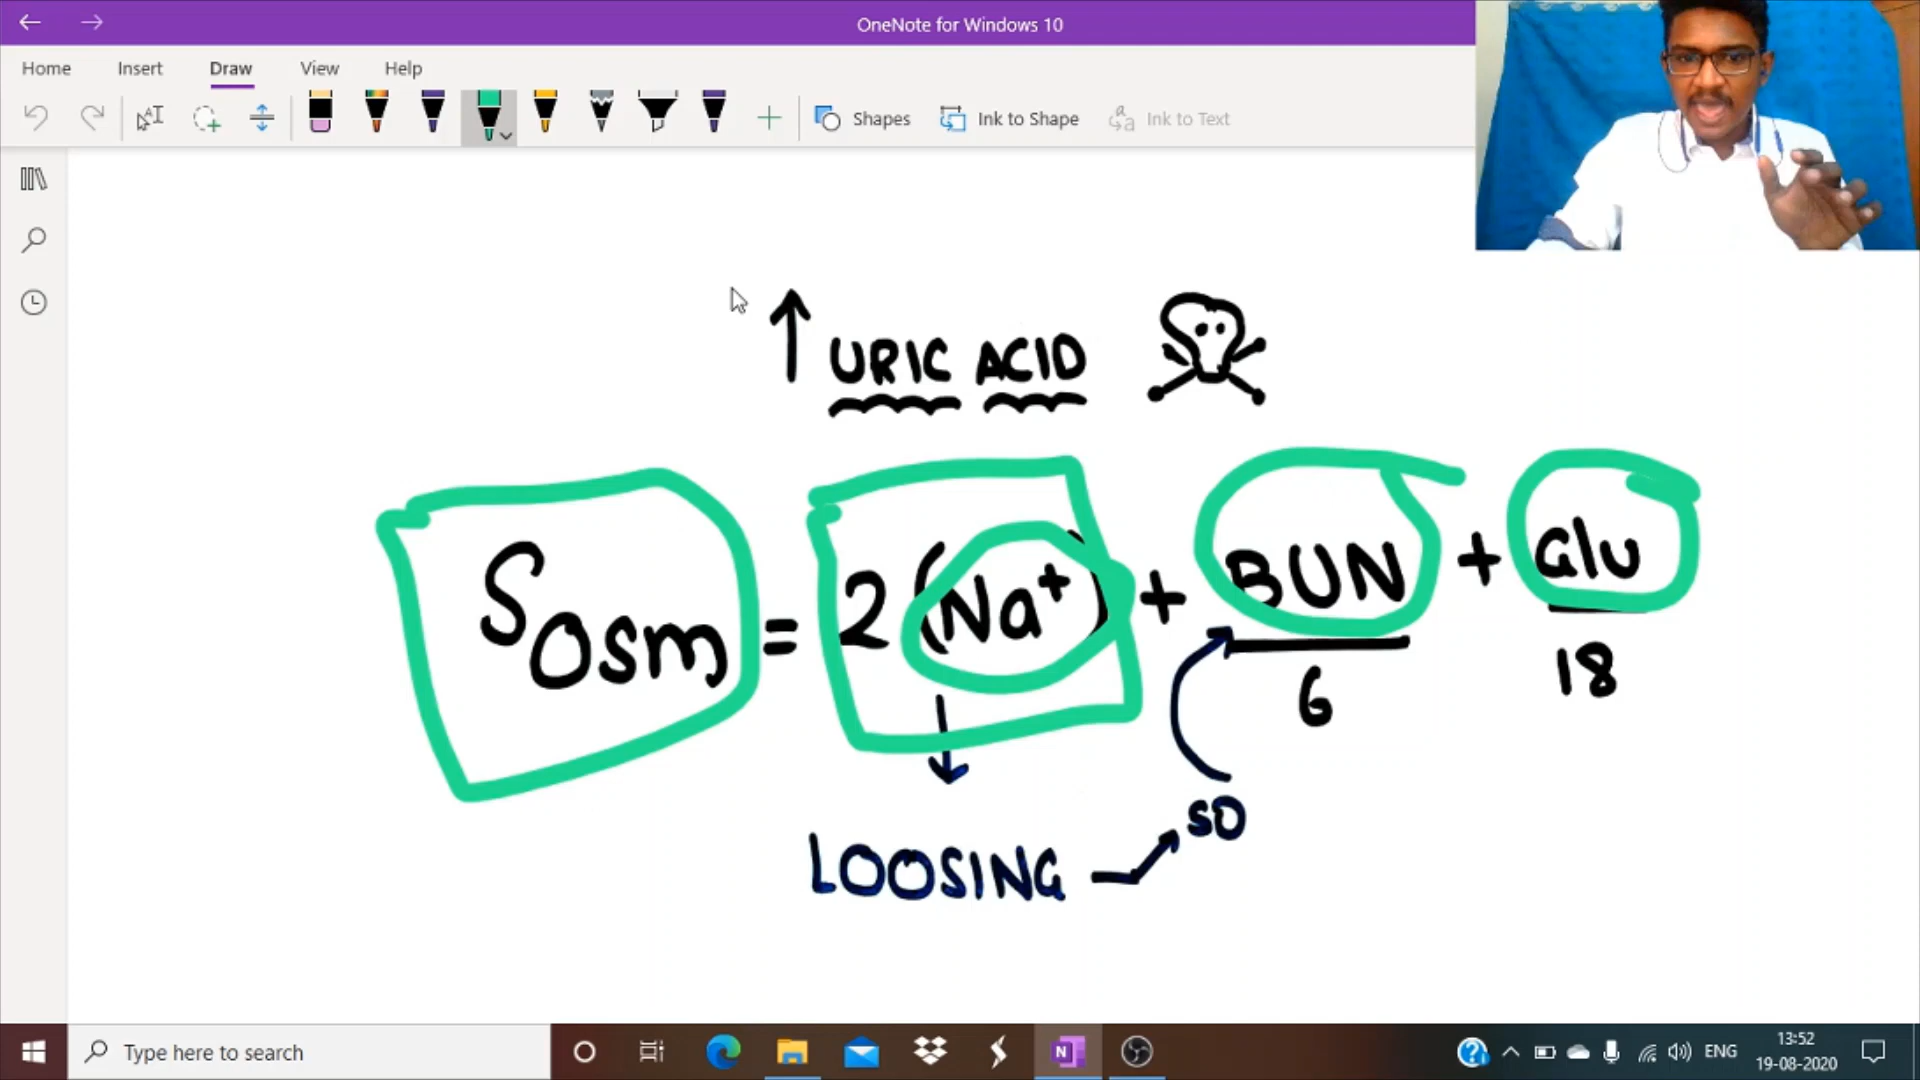 OneNote for Windows 10
Home Insert Draw View Help
Shapes Ink to Shape Ink to Text
↑ URIC ACID
SOsm = 2 (Na⁺) + BUN/6 + Glu/18
LOOSING → SO
Type here to search
ENG
13:52
19-08-2020